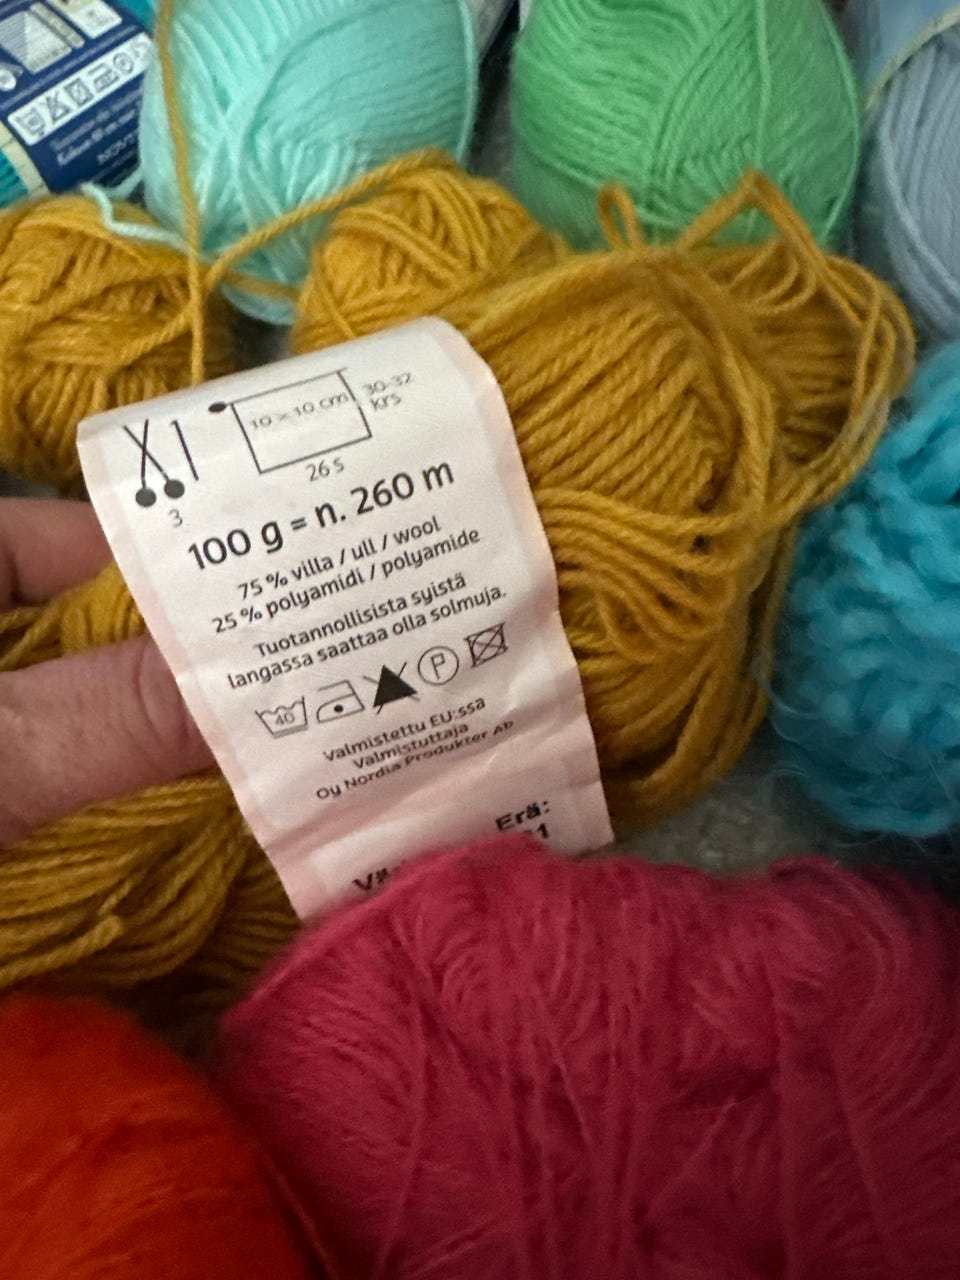 NOVIT
10 × 10 cm
30-32
krs
26 s
3
100 g = n. 260 m
75 % villa / ull / wool
25 % polyamidi / polyamide
Tuotannollisista syistä
langassa saattaa olla solmuja.
40
P
Valmistettu EU:ssa
Valmistuttaja
Oy Nordia Produkter Ab
Erä: